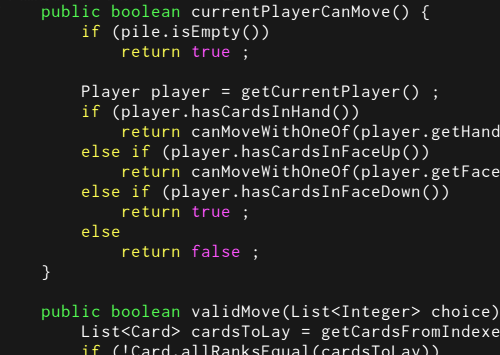 public boolean currentPlayerCanMove() {
if (pile.isEmpty())
return true ;
Player player = getCurrentPlayer() ;
if (player.hasCardsInHand())
return canMoveWithOneOf(player.getHand
else if (player.hasCardsInFaceUp())
return canMoveWithOneOf(player.getFace
else if (player.hasCardsInFaceDown())
return true ;
else
return false ;
}
public boolean validMove(List<Integer> choice)
List<Card> cardsToLay = getCardsFromIndexe
if (!Card.allRanksEqual(cardsToLay))